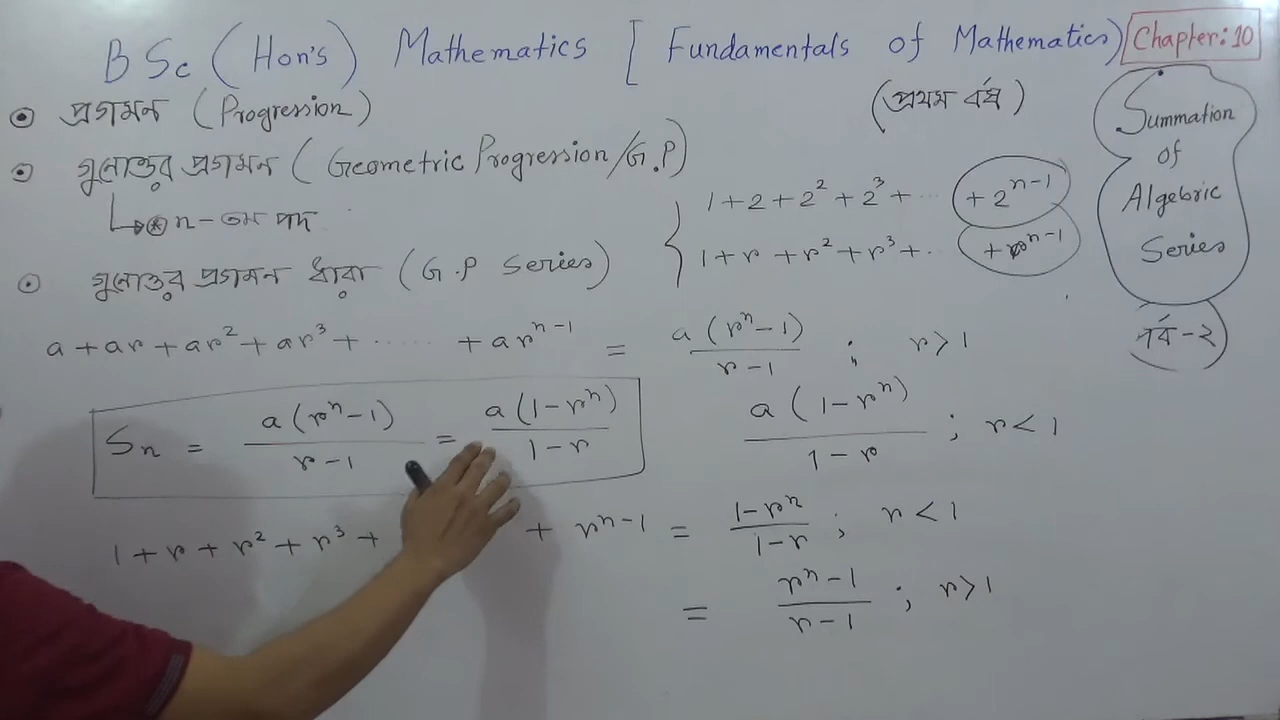 BSc (Hon's) Mathematics [ Fundamentals of Mathematics)
Chapter: 10
(প্রথম বর্ষ)
প্রগমন (Progression)
গুনোত্তর প্রগমন (Geometric Progression/G.P)
n-তম পদ
গুনোত্তর প্রগমন ধারা (G.P Series)
1+2+2²+2³+ ... +2ⁿ⁻¹
1+r+r²+r³+.. +rⁿ⁻¹
Summation
of
Algebric
Series
পর্ব-২
a+ar+ar²+ar³+ ...... +arⁿ⁻¹ = a(rⁿ-1)/r-1 ; r>1
a(1-rⁿ)/1-r ; r<1
Sₙ = a(rⁿ-1)/r-1 = a(1-rⁿ)/1-r
1+r+r²+r³+ + rⁿ⁻¹ = 1-rⁿ/1-r ; r<1
= rⁿ-1/r-1 ; r>1